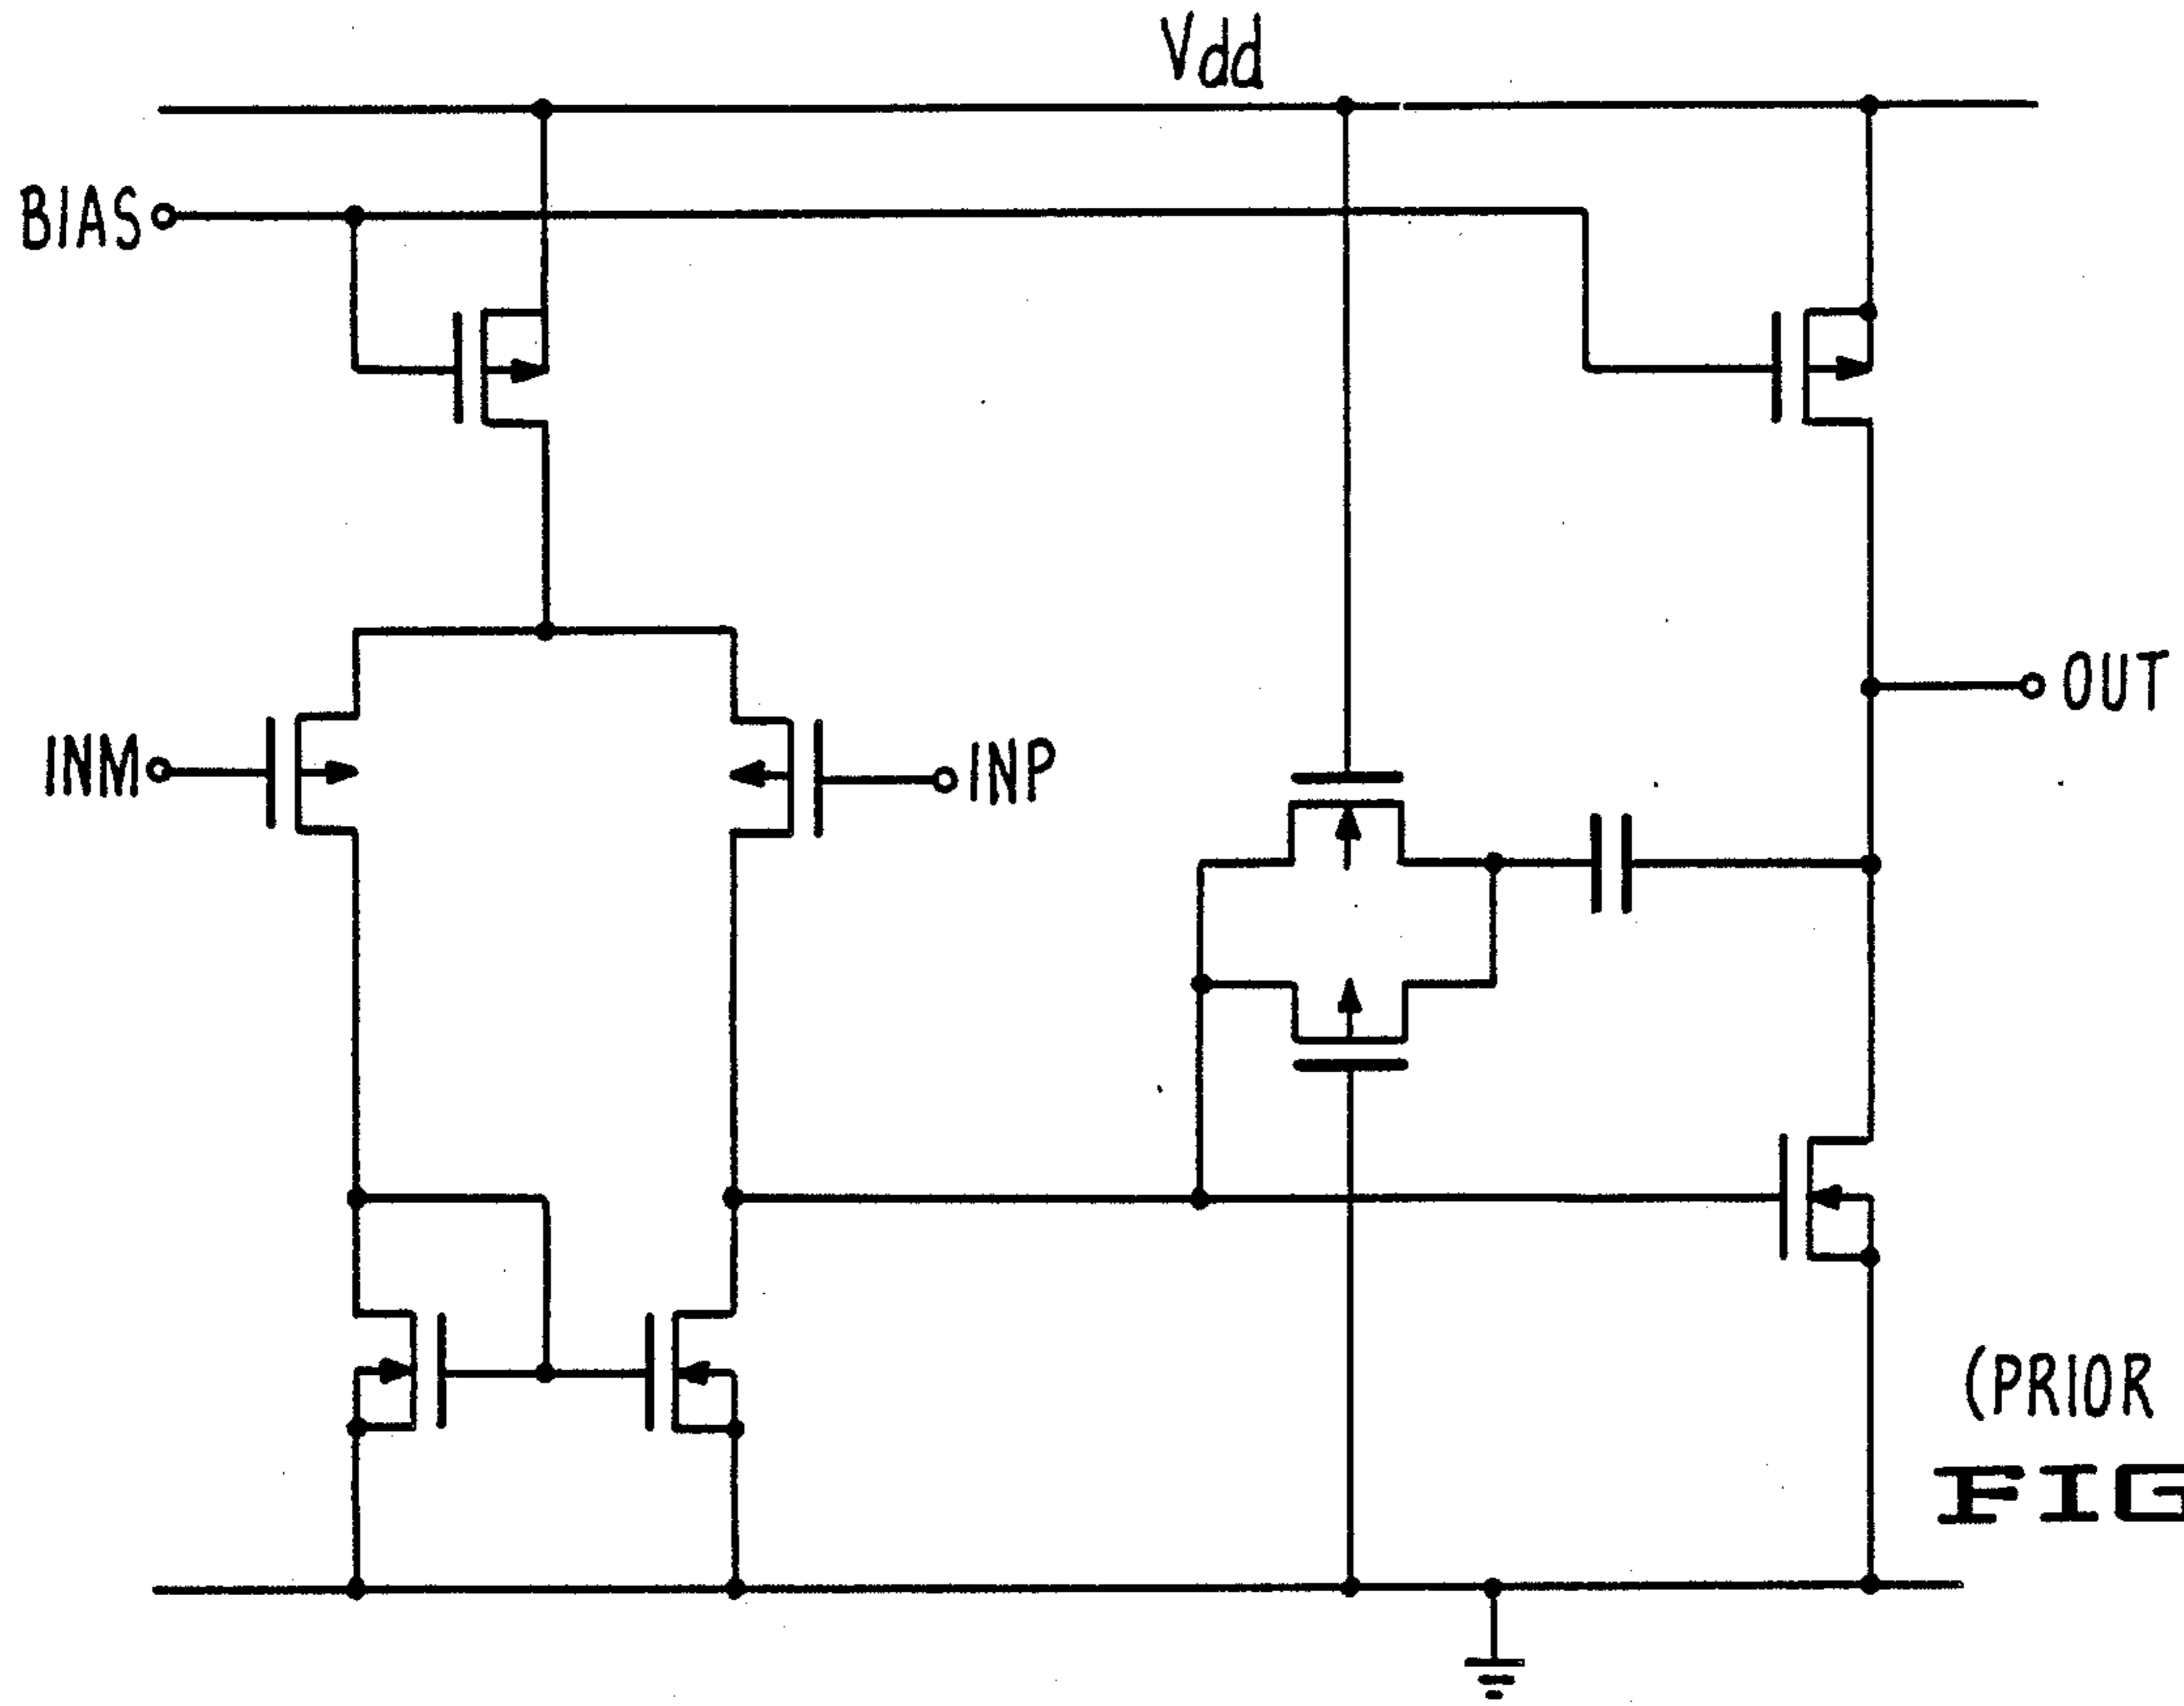 Vdd
BIAS
OUT
INM
INP
(PRIOR
FIG